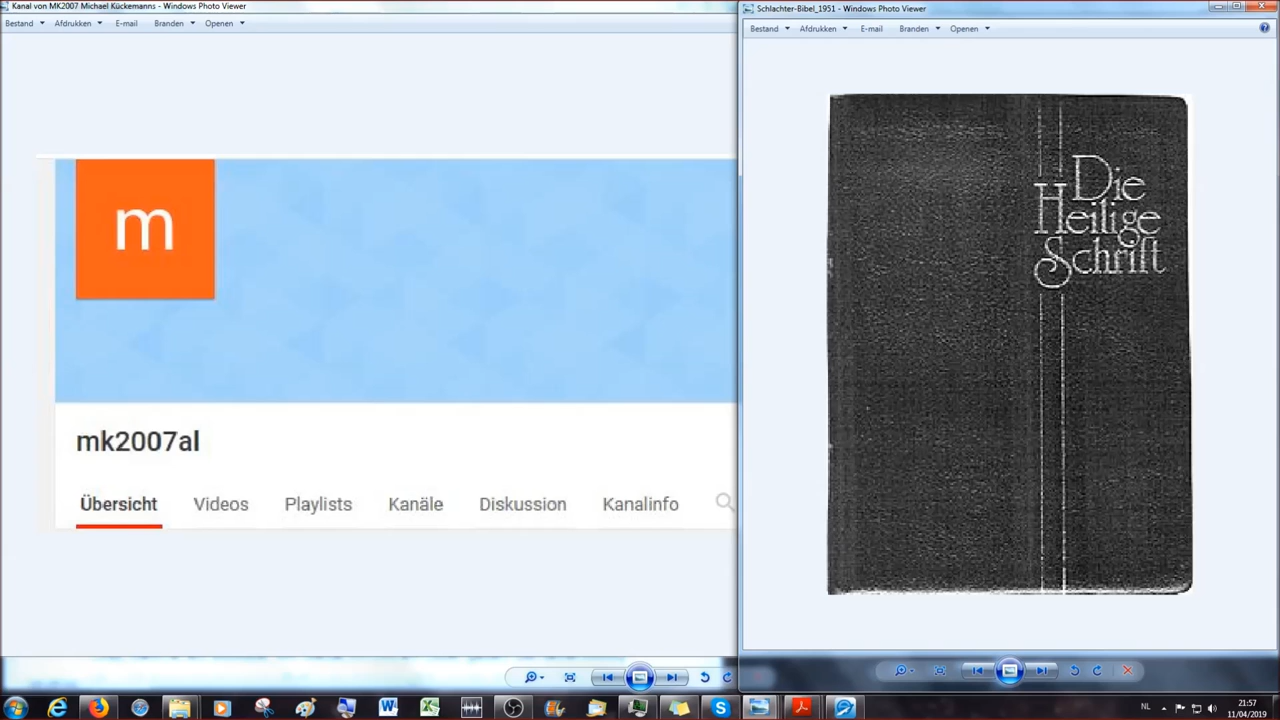 Kanal von MK2007 Michael Kückemanns - Windows Photo Viewer
Bestand Afdrukken E-mail Branden Openen
m
mk2007al
Übersicht Videos Playlists Kanäle Diskussion Kanalinfo
Schlachter-Bibel_1951 - Windows Photo Viewer
Bestand Afdrukken E-mail Branden Openen
Die
Heilige
Schrift
NL
21:57
11/04/2019